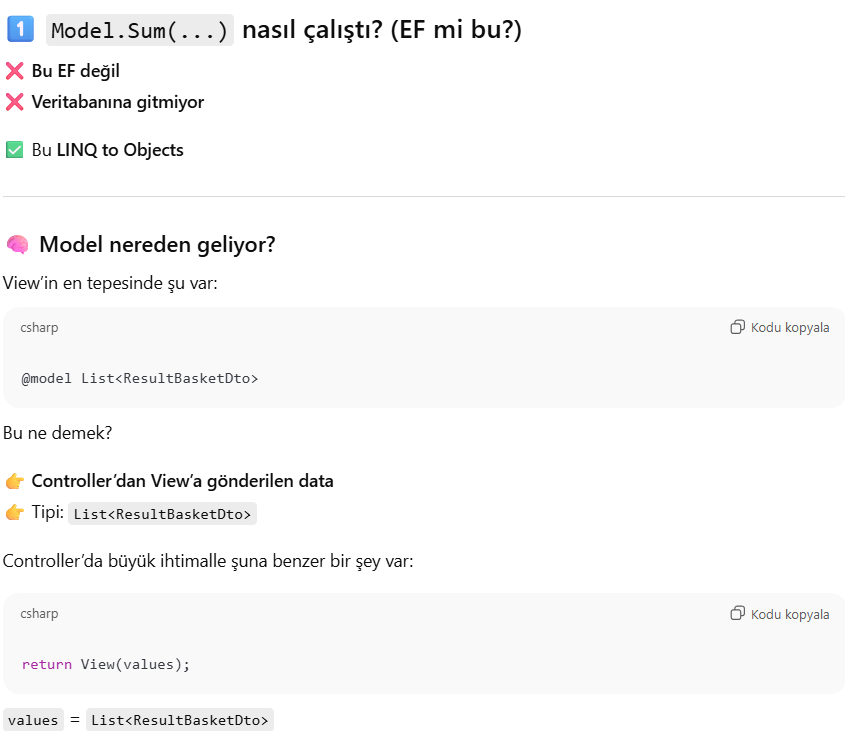 1️⃣ Model.Sum(...) nasıl çalıştı? (EF mi bu?)
❌ Bu EF değil
❌ Veritabanına gitmiyor
✅ Bu LINQ to Objects
🧠 Model nereden geliyor?
View’in en tepesinde şu var:
csharp
Kodu kopyala
@model List<ResultBasketDto>
Bu ne demek?
👉 Controller’dan View’a gönderilen data
👉 Tipi: List<ResultBasketDto>
Controller’da büyük ihtimalle şuna benzer bir şey var:
csharp
Kodu kopyala
return View(values);
values = List<ResultBasketDto>